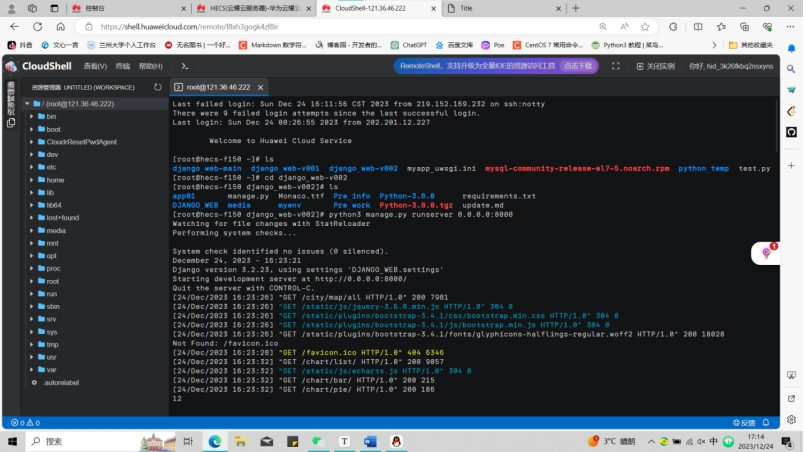 控制台
HECS(云耀云服务器)-华为云耀云
CloudShell-121.36.46.222
Title
https://shell.huaweicloud.com/remote/f8xh3gogk4zf8ir
抖音 文心一言 兰州大学个人工作台 无名图书 | 一个好... Markdown 数学符... 博客园 - 开发者的... ChatGPT 百度文库 Poe CentOS 7 常用命令... Python3 教程 | 菜鸟... 其他收藏夹
CloudShell 查看(V) 终端 帮助(H) RemoteShell，支持升级为全量IDE的资源访问工具 点击下载 关闭实例 你好, hid_3k26fkbq2nsxyns
资源管理器: UNTITLED (WORKSPACE)
root@121.36.46.222
/ (root@121.36.46.222)
bin
boot
CloudrResetPwdAgent
dev
etc
home
lib
lib64
lost+found
media
mnt
opt
proc
root
run
sbin
srv
sys
tmp
usr
var
.autorelabel
Last failed login: Sun Dec 24 16:11:56 CST 2023 from 219.152.169.232 on ssh:notty
There were 9 failed login attempts since the last successful login.
Last login: Sun Dec 24 00:26:55 2023 from 202.201.12.227
Welcome to Huawei Cloud Service
[root@hecs-f150 ~]# ls
django_web-main django_web-v001 django_web-v002 myapp_uwsgi.ini mysql-community-release-el7-5.noarch.rpm python_temp test.py
[root@hecs-f150 ~]# cd django_web-v002
[root@hecs-f150 django_web-v002]# ls
app01 manage.py Monaco.ttf Pre_info Python-3.8.0 requirements.txt
DJANGO_WEB media myenv Pre_work Python-3.8.0.tgz update.md
[root@hecs-f150 django_web-v002]# python3 manage.py runserver 0.0.0.0:8000
Watching for file changes with StatReloader
Performing system checks...
System check identified no issues (0 silenced).
December 24, 2023 - 16:23:21
Django version 3.2.23, using settings 'DJANGO_WEB.settings'
Starting development server at http://0.0.0.0:8000/
Quit the server with CONTROL-C.
[24/Dec/2023 16:23:26] "GET /city/map/all HTTP/1.0" 200 7981
[24/Dec/2023 16:23:26] "GET /static/js/jquery-3.6.0.min.js HTTP/1.0" 304 0
[24/Dec/2023 16:23:26] "GET /static/plugins/bootstrap-3.4.1/css/bootstrap.min.css HTTP/1.0" 304 0
[24/Dec/2023 16:23:26] "GET /static/plugins/bootstrap-3.4.1/js/bootstrap.min.js HTTP/1.0" 304 0
[24/Dec/2023 16:23:26] "GET /static/plugins/bootstrap-3.4.1/fonts/glyphicons-halflings-regular.woff2 HTTP/1.0" 200 18028
Not Found: /favicon.ico
[24/Dec/2023 16:23:28] "GET /favicon.ico HTTP/1.0" 404 6346
[24/Dec/2023 16:23:32] "GET /chart/list/ HTTP/1.0" 200 9057
[24/Dec/2023 16:23:32] "GET /static/js/echarts.js HTTP/1.0" 304 0
[24/Dec/2023 16:23:32] "GET /chart/bar/ HTTP/1.0" 200 215
[24/Dec/2023 16:23:32] "GET /chart/pie/ HTTP/1.0" 200 186
12
1
0 0 反馈
搜索
3°C 晴朗
中
17:14
2023/12/24